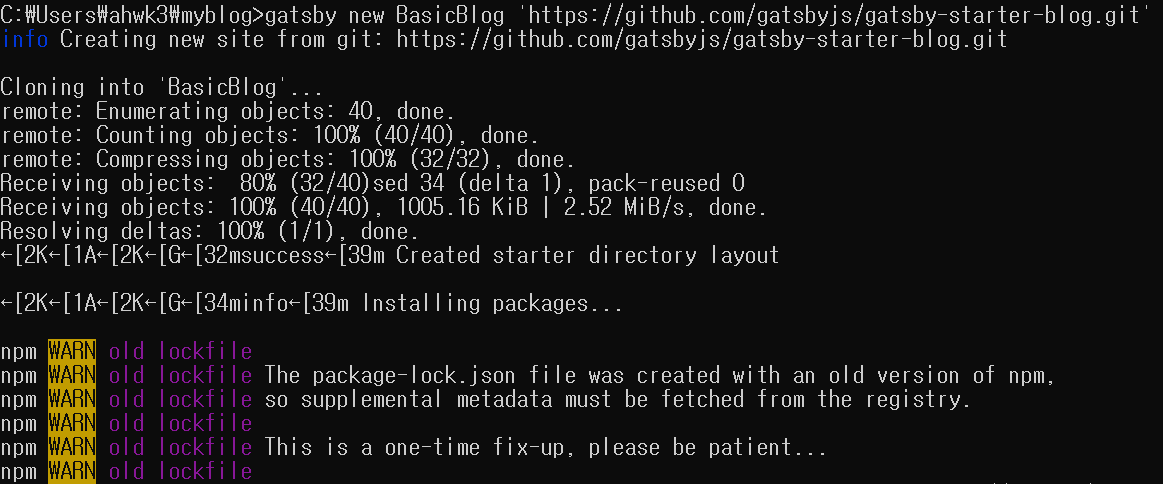 C:₩Users₩ahwk3₩myblog>gatsby new BasicBlog 'https://github.com/gatsbyjs/gatsby-starter-blog.git'
info Creating new site from git: https://github.com/gatsbyjs/gatsby-starter-blog.git
Cloning into 'BasicBlog'...
remote: Enumerating objects: 40, done.
remote: Counting objects: 100% (40/40), done.
remote: Compressing objects: 100% (32/32), done.
Receiving objects:  80% (32/40)sed 34 (delta 1), pack-reused 0
Receiving objects: 100% (40/40), 1005.16 KiB | 2.52 MiB/s, done.
Resolving deltas: 100% (1/1), done.
←[2K←[1A←[2K←[G←[32msuccess←[39m Created starter directory layout
←[2K←[1A←[2K←[G←[34minfo←[39m Installing packages...
npm WARN old lockfile
npm WARN old lockfile The package-lock.json file was created with an old version of npm,
npm WARN old lockfile so supplemental metadata must be fetched from the registry.
npm WARN old lockfile
npm WARN old lockfile This is a one-time fix-up, please be patient...
npm WARN old lockfile